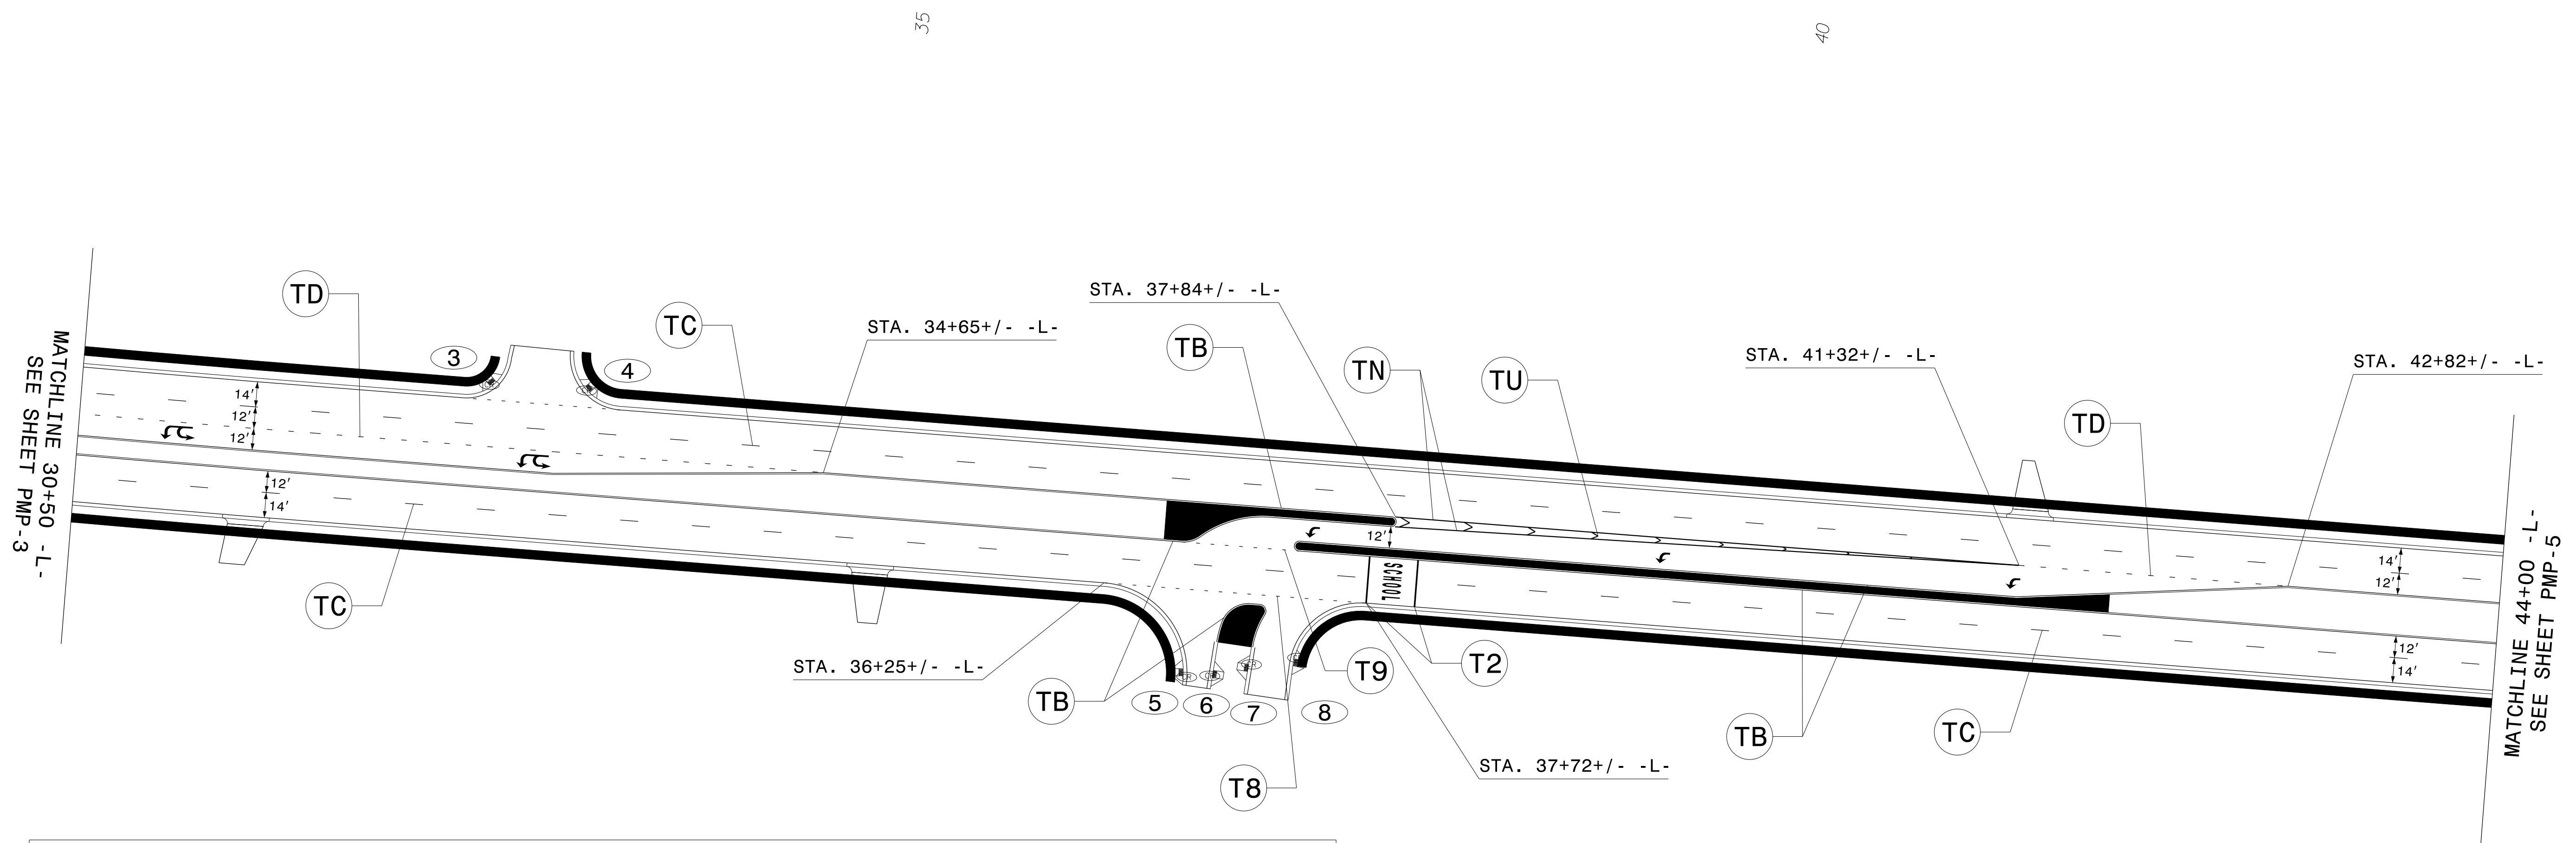 35
40
MATCHLINE 30+50 -L-
SEE SHEET PMP-3
TD
3
4
TC
STA. 34+65+/- -L-
STA. 37+84+/- -L-
TB
TN
TU
STA. 41+32+/- -L-
TD
STA. 42+82+/- -L-
14'
12'
12'
12'
14'
12'
SCHOOL
14'
12'
12'
14'
TC
STA. 36+25+/- -L-
TB
5
6
7
8
T9
T2
T8
STA. 37+72+/- -L-
TB
TC
MATCHLINE 44+00 -L-
SEE SHEET PMP-5